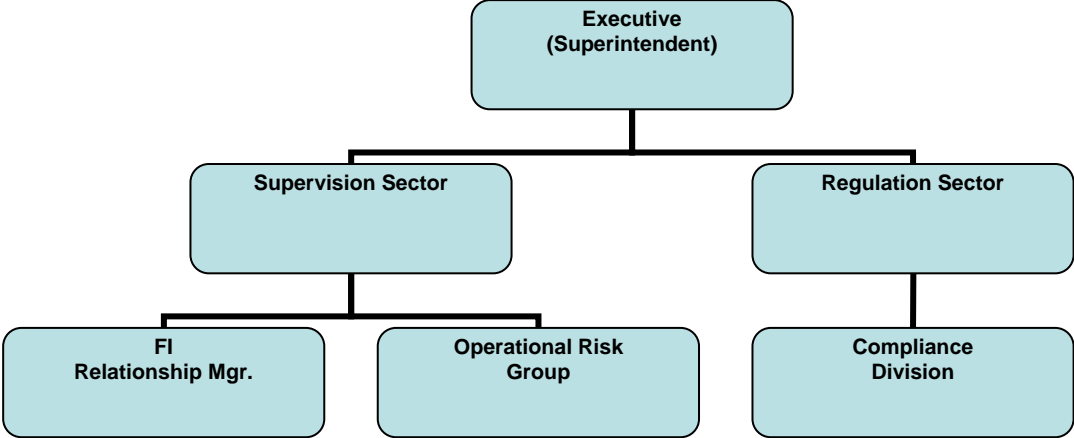 Executive
(Superintendent)
Supervision Sector
Regulation Sector
FI
Relationship Mgr.
Operational Risk
Group
Compliance
Division